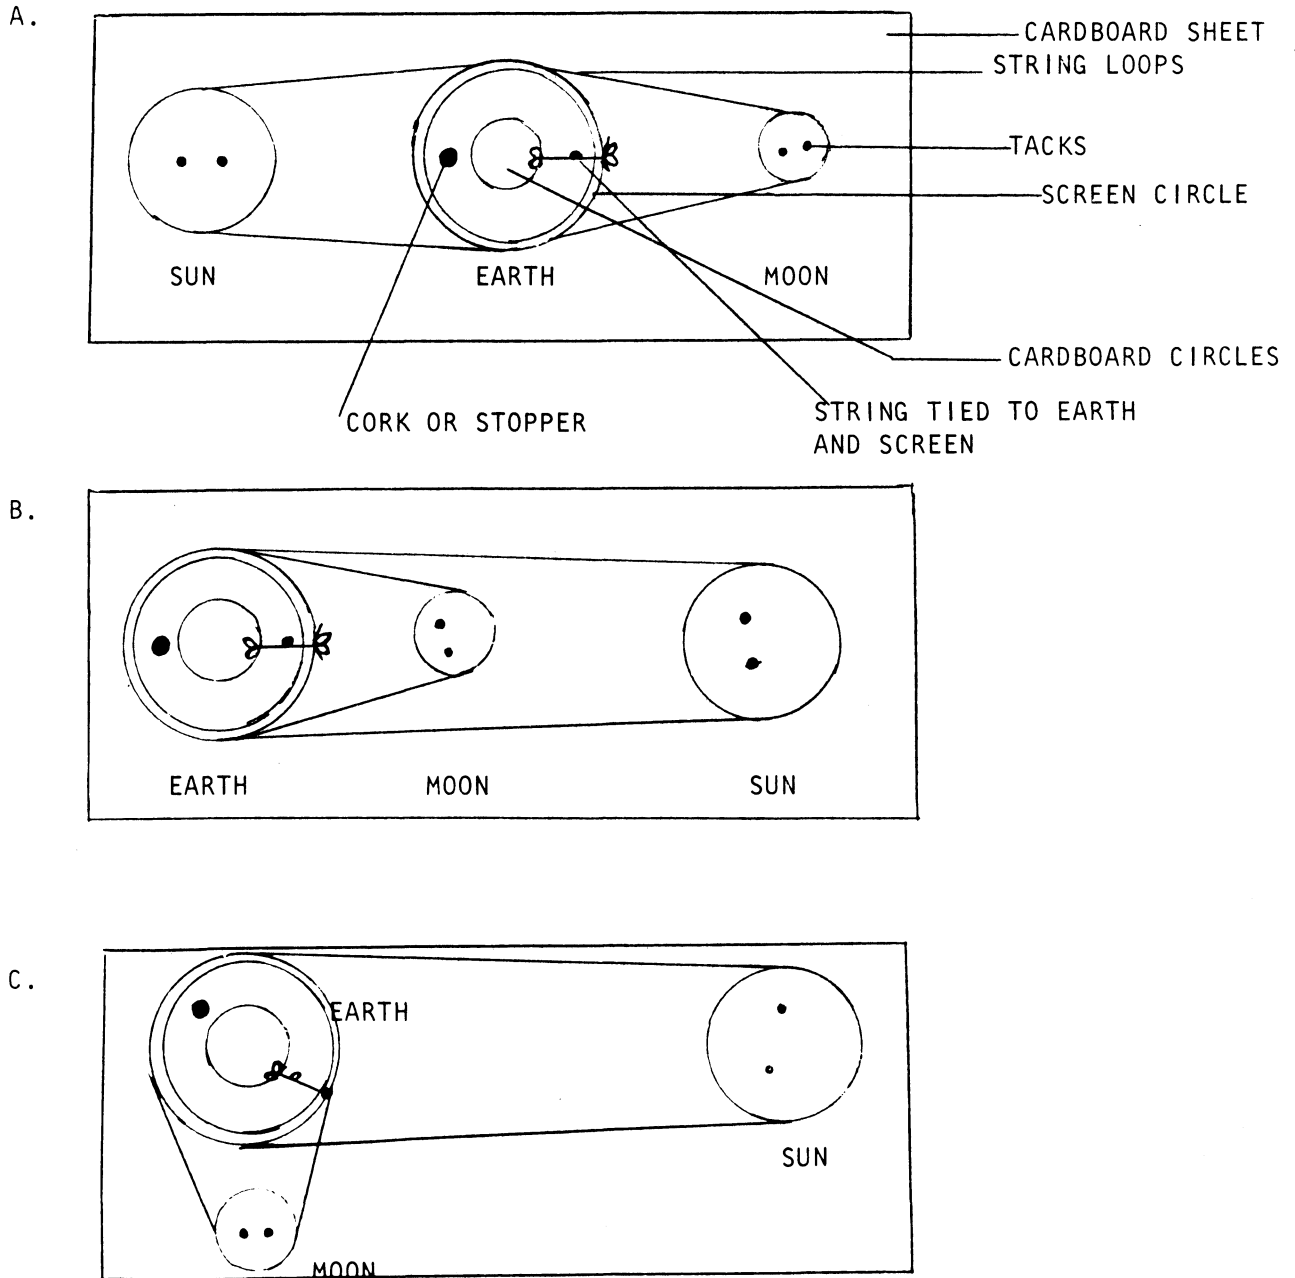 A.
CARDBOARD SHEET
STRING LOOPS
TACKS
SCREEN CIRCLE
SUN
EARTH
MOON
CARDBOARD CIRCLES
CORK OR STOPPER
STRING TIED TO EARTH
AND SCREEN
B.
EARTH
MOON
SUN
C.
EARTH
SUN
MOON